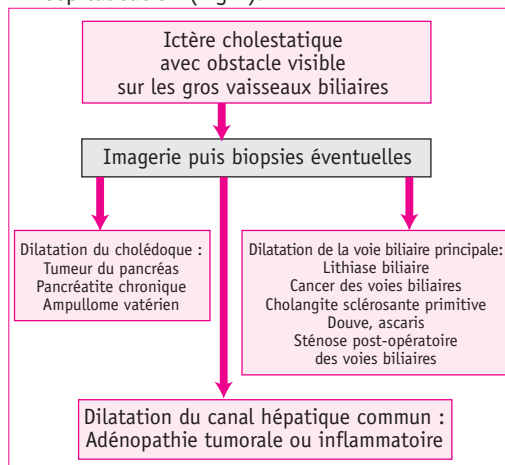 Ictère cholestatique
avec obstacle visible
sur les gros vaisseaux biliaires
Imagerie puis biopsies éventuelles
Dilatation du cholédoque :
Tumeur du pancréas
Pancréatite chronique
Ampullome vatérien
Dilatation de la voie biliaire principale:
Lithiase biliaire
Cancer des voies biliaires
Cholangite sclérosante primitive
Douve, ascaris
Sténose post-opératoire
des voies biliaires
Dilatation du canal hépatique commun :
Adénopathie tumorale ou inflammatoire